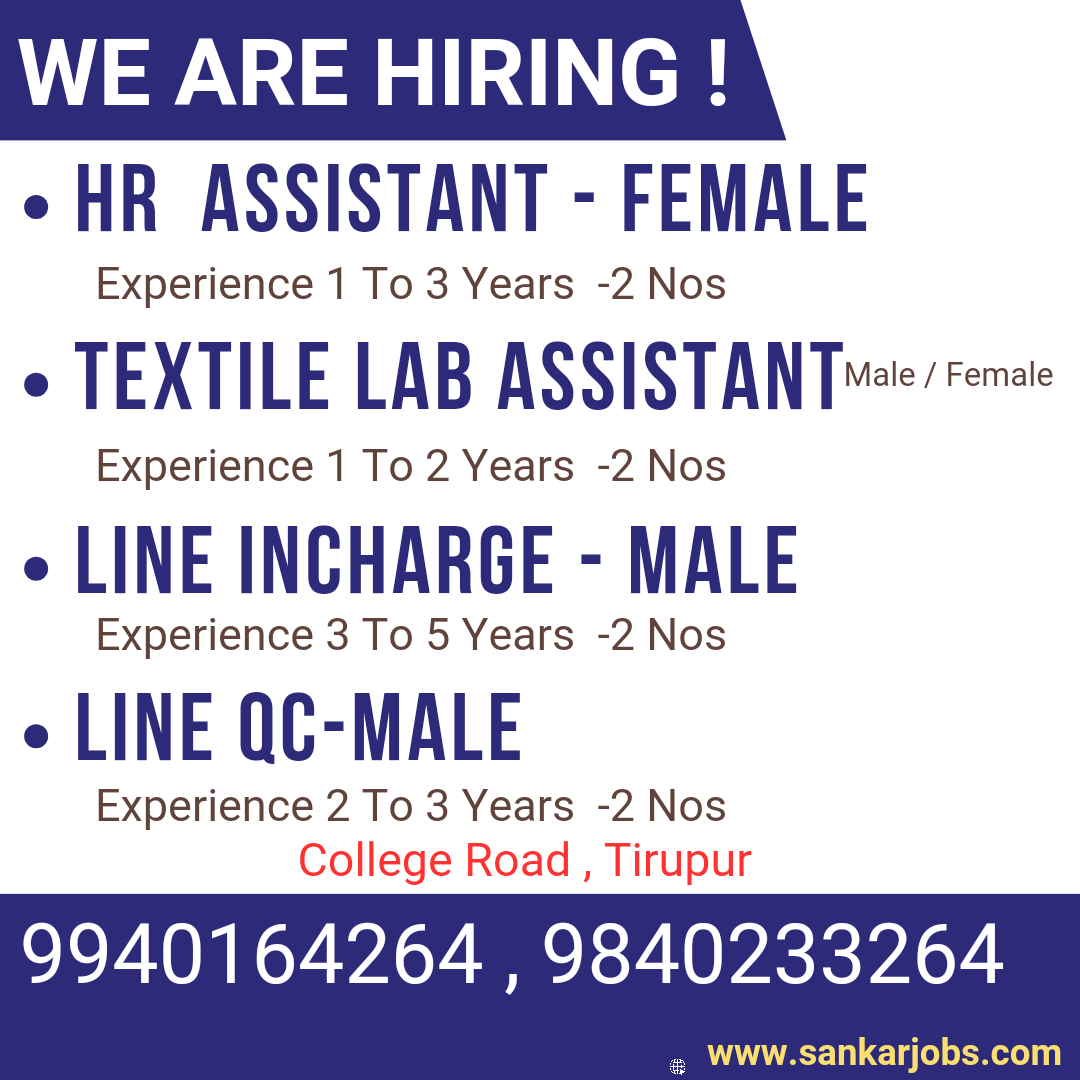 WE ARE HIRING !
• HR ASSISTANT - FEMALE
Experience 1 To 3 Years -2 Nos
• TEXTILE LAB ASSISTANT Male / Female
Experience 1 To 2 Years -2 Nos
• LINE INCHARGE - MALE
Experience 3 To 5 Years -2 Nos
• LINE QC-MALE
Experience 2 To 3 Years -2 Nos
College Road , Tirupur
9940164264 , 9840233264
www.sankarjobs.com